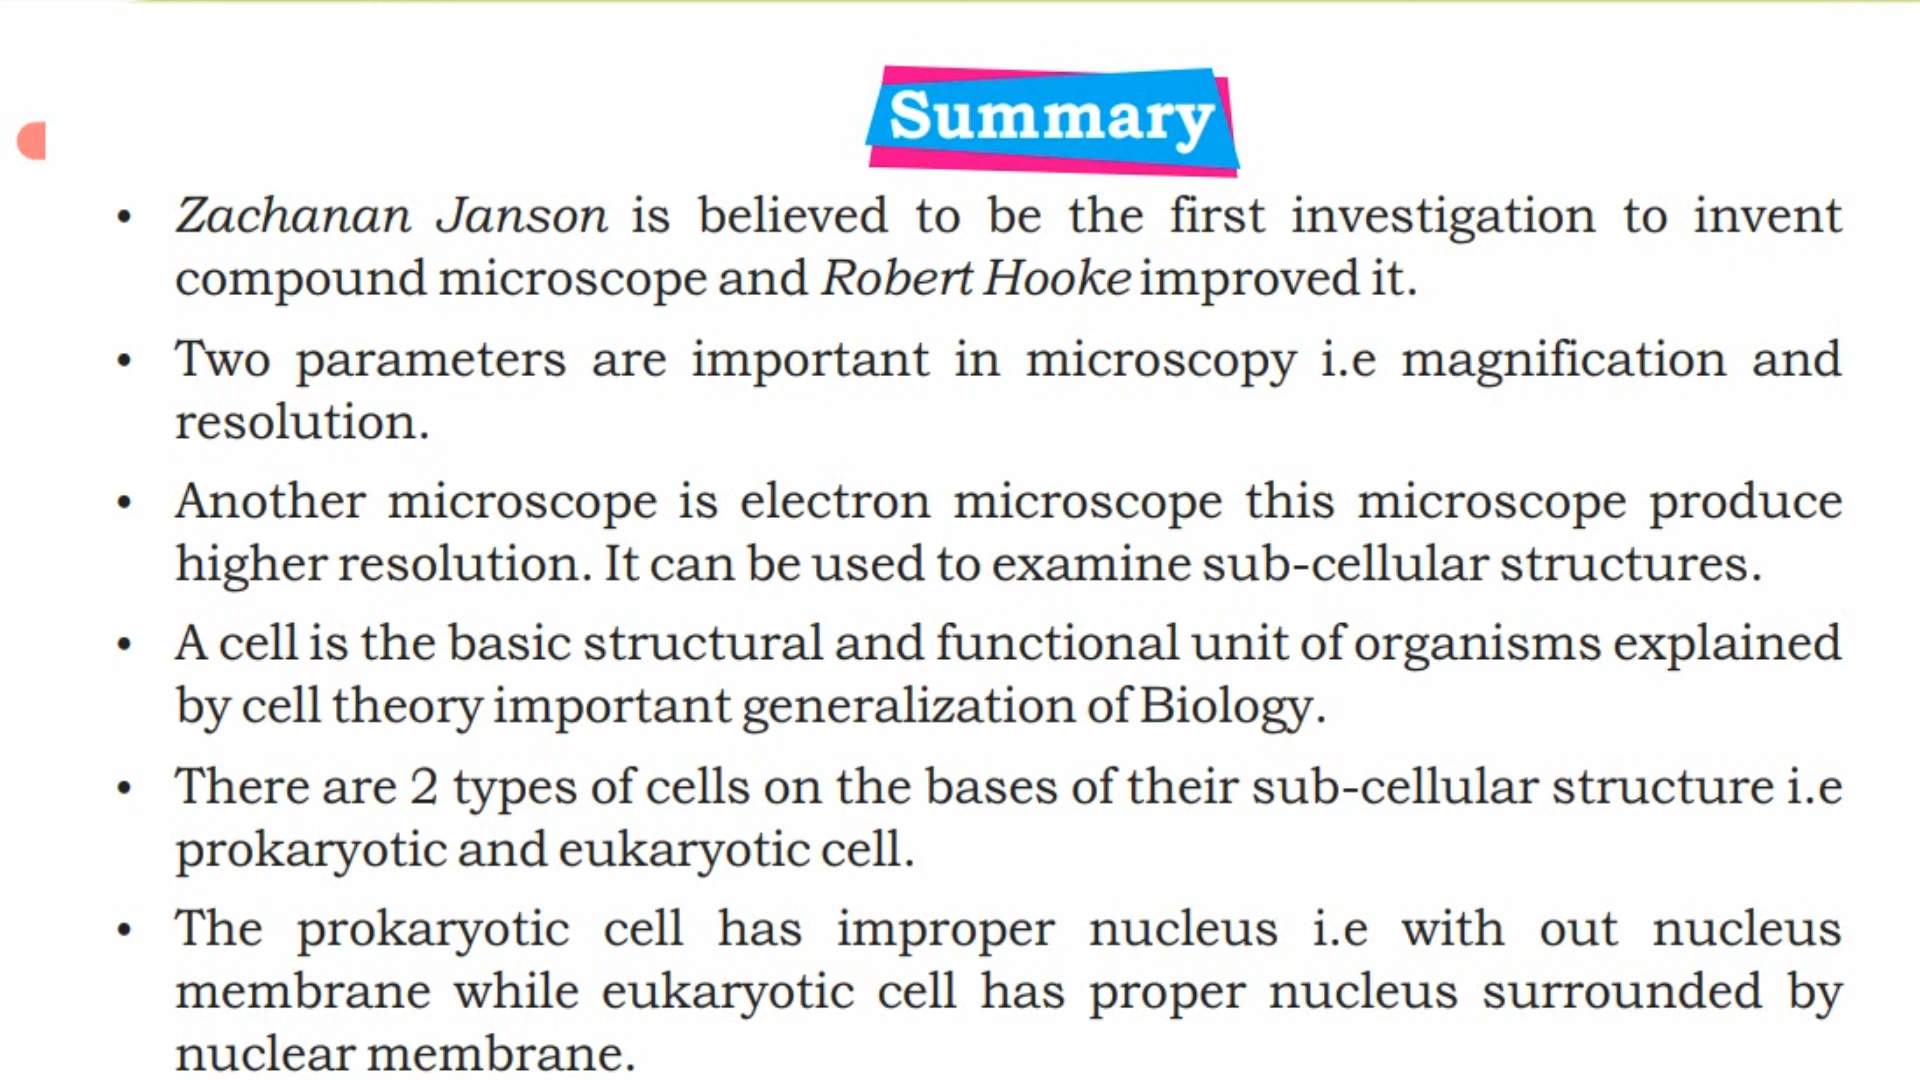 Summary
• Zachanan Janson is believed to be the first investigation to invent
compound microscope and Robert Hooke improved it.
• Two parameters are important in microscopy i.e magnification and
resolution.
• Another microscope is electron microscope this microscope produce
higher resolution. It can be used to examine sub-cellular structures.
• A cell is the basic structural and functional unit of organisms explained
by cell theory important generalization of Biology.
• There are 2 types of cells on the bases of their sub-cellular structure i.e
prokaryotic and eukaryotic cell.
• The prokaryotic cell has improper nucleus i.e with out nucleus
membrane while eukaryotic cell has proper nucleus surrounded by
nuclear membrane.